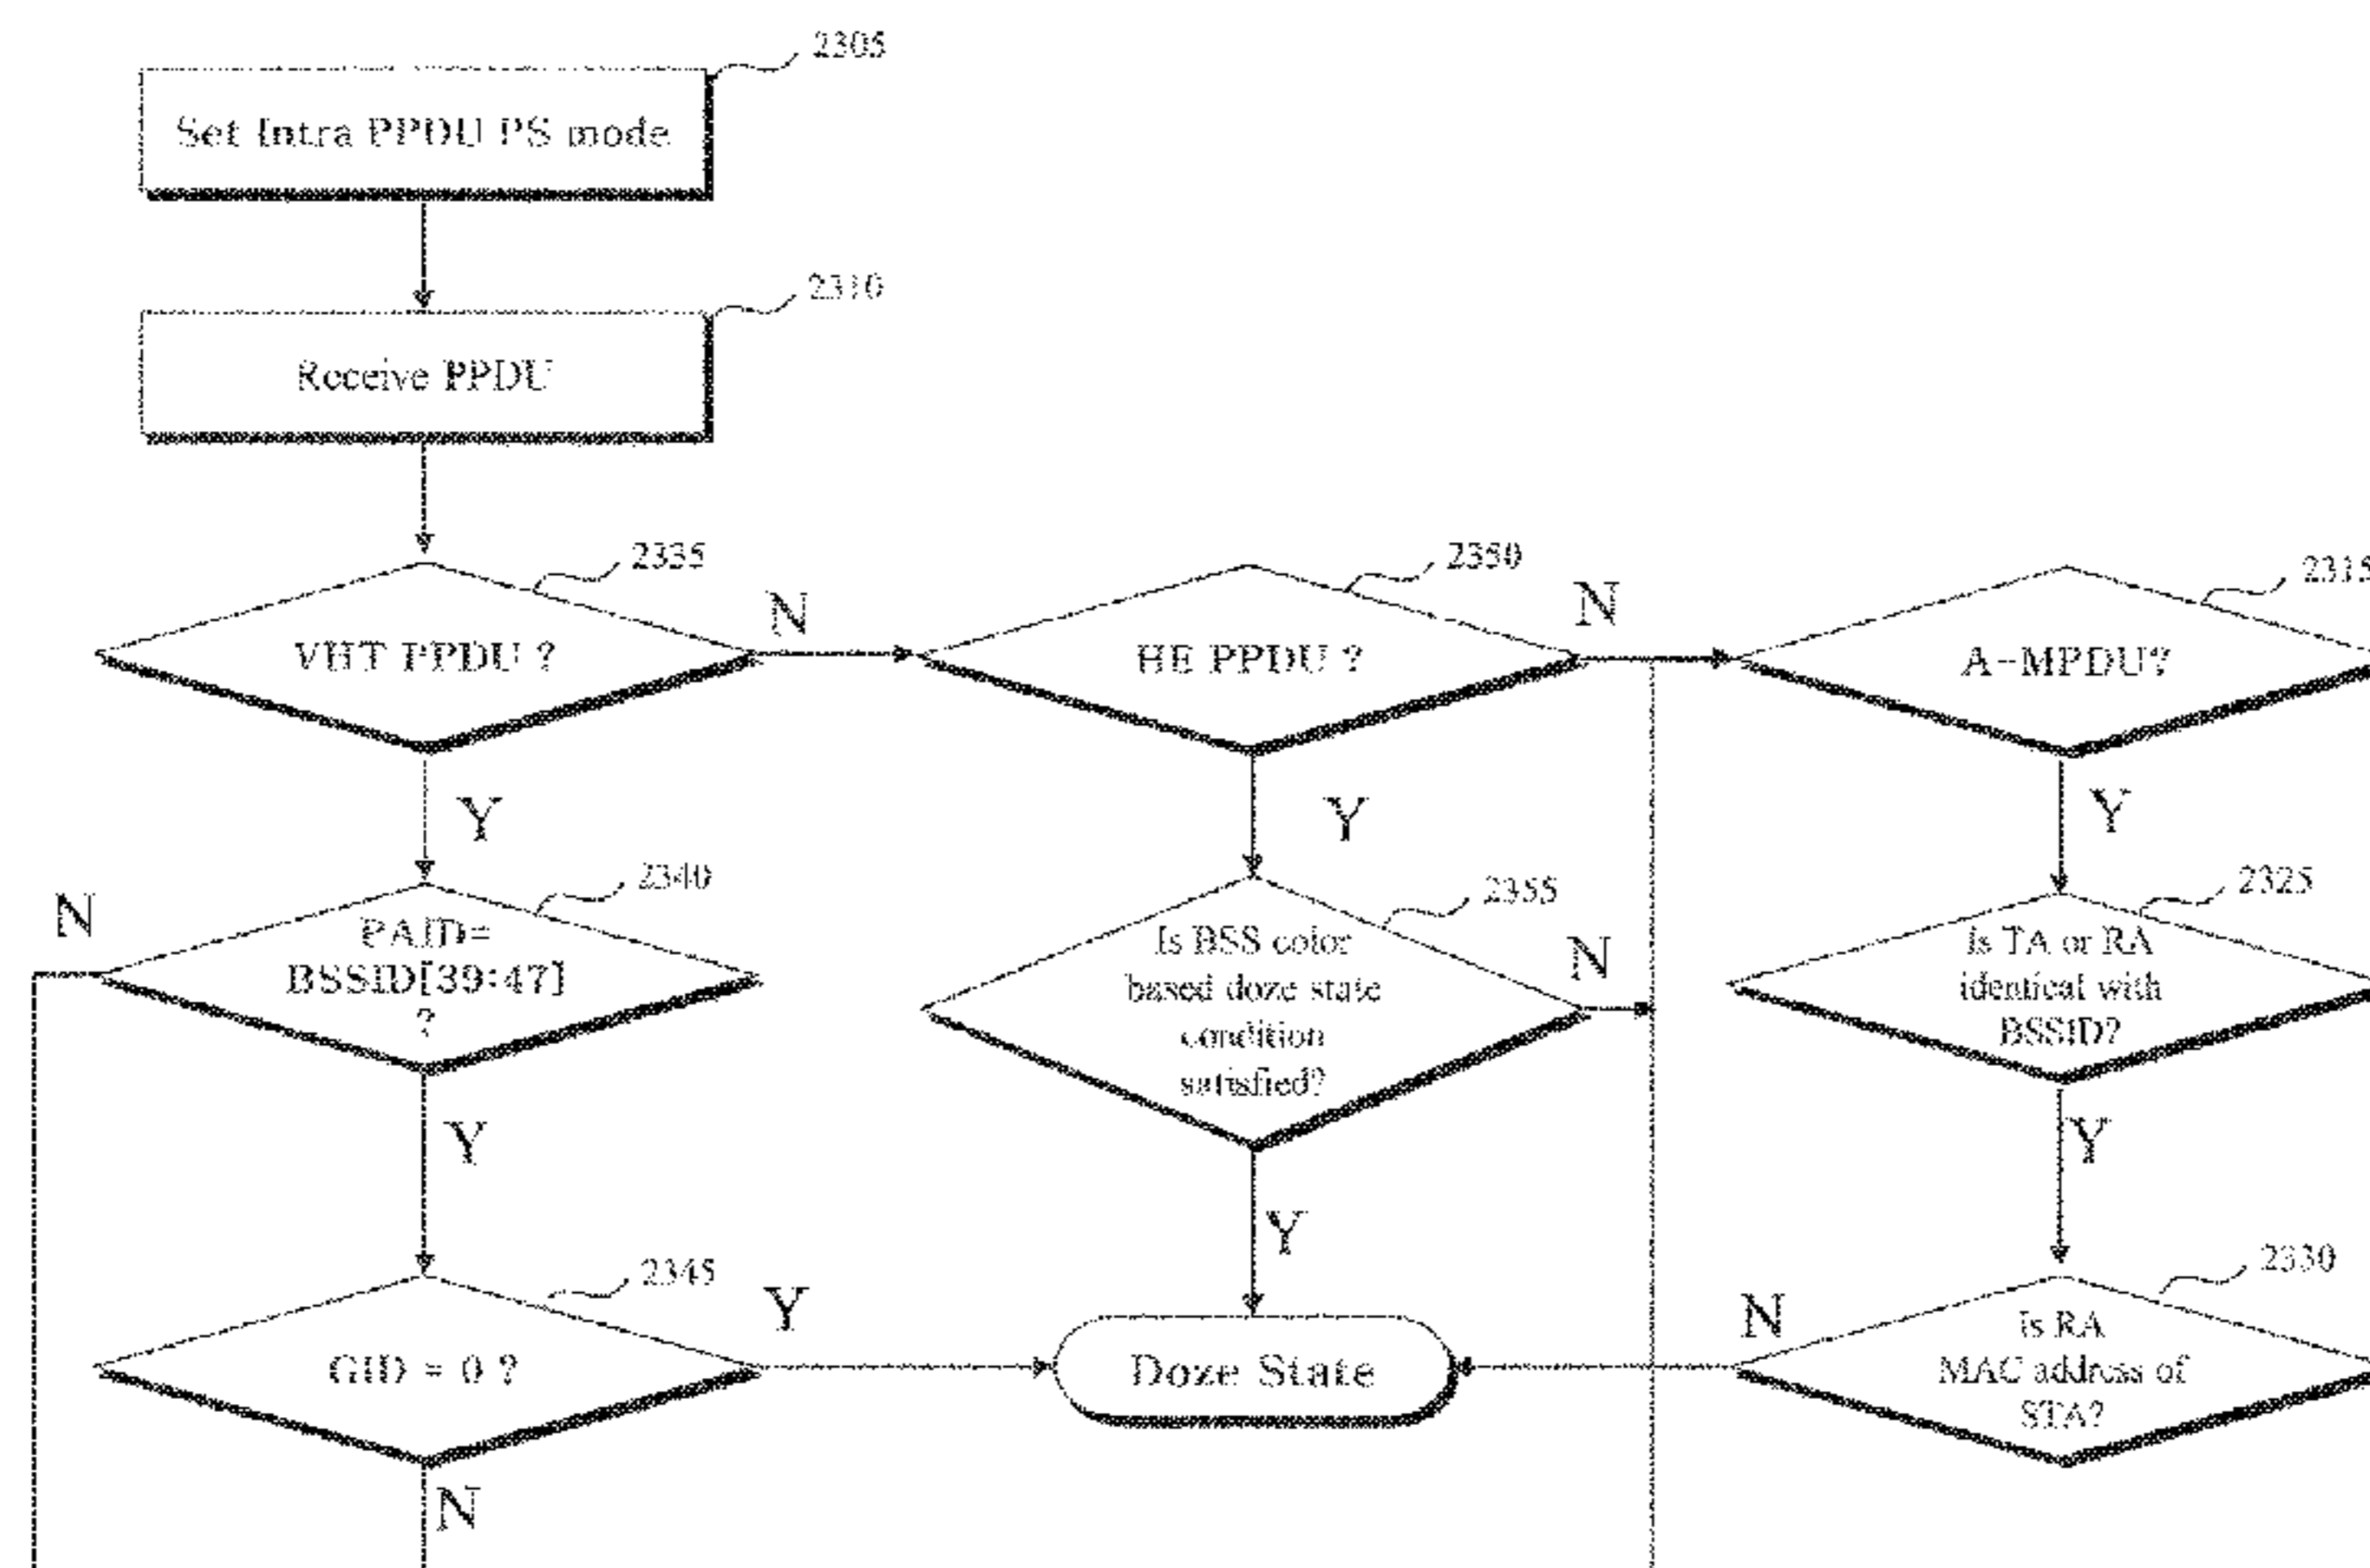 2305
Set Intra PPDU PS mode
2310
Receive PPDU
2335
VHT PPDU ?
N
2350
HE PPDU ?
N
2315
A-MPDU?
Y
Y
Y
2340
N
PAID=
BSSID[39:47]
?
2355
Is BSS color
based doze state
condition
satisfied?
N
2325
Is TA or RA
identical with
BSSID?
Y
Y
Y
2345
GID = 0 ?
Y
Doze State
2330
N
Is RA
MAC address of
STA?
N